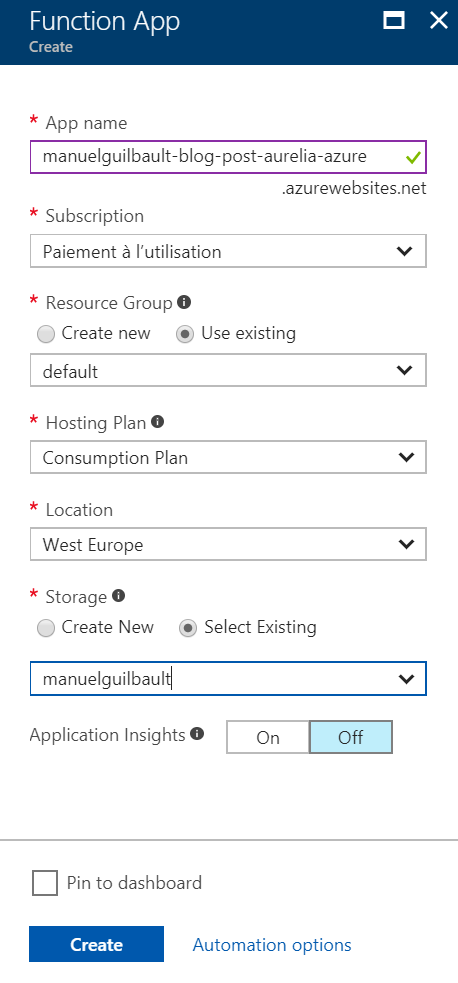 Function App
Create
* App name
manuelguilbault-blog-post-aurelia-azure
.azurewebsites.net
* Subscription
Paiement à l’utilisation
* Resource Group
Create new Use existing
default
* Hosting Plan
Consumption Plan
* Location
West Europe
* Storage
Create New Select Existing
manuelguilbault
Application Insights On Off
Pin to dashboard
Create Automation options